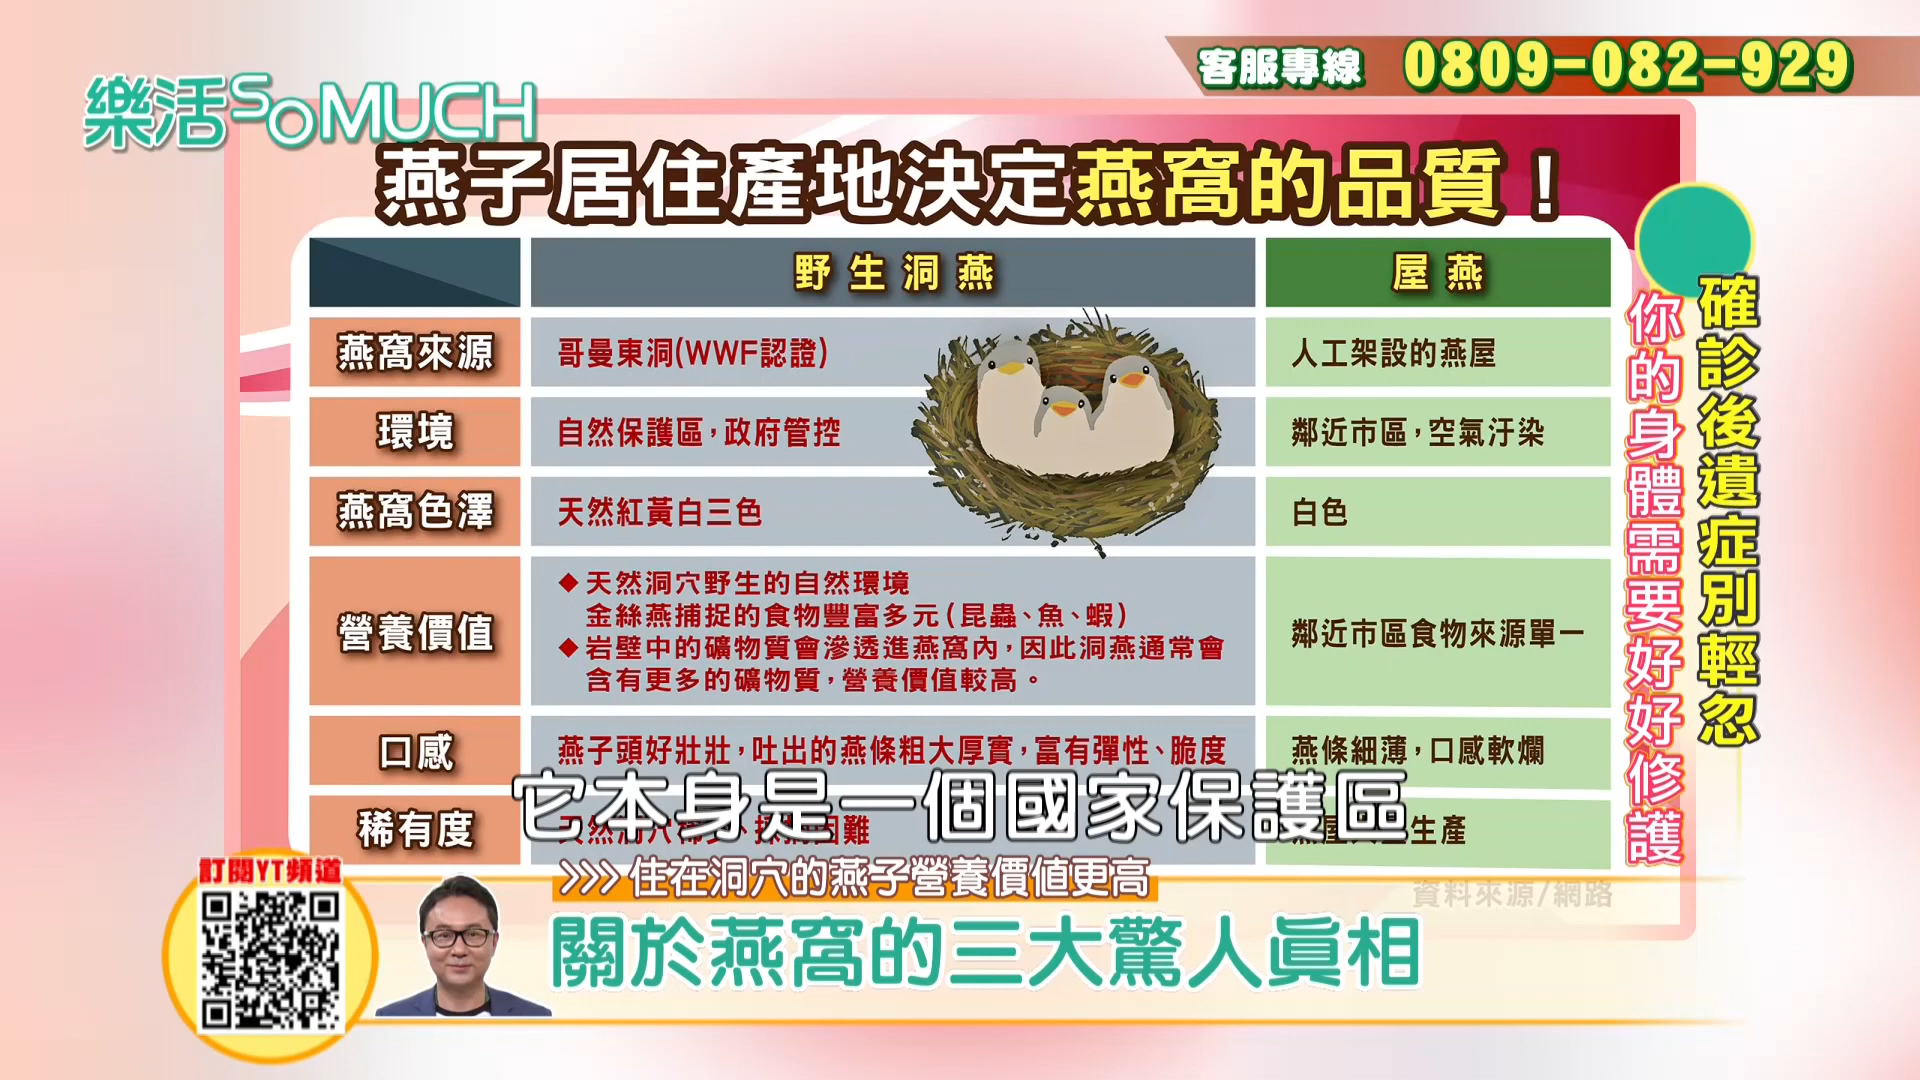 樂活SoMUCH
客服專線 0809-082-929
燕子居住產地決定燕窩的品質！
野生洞燕
屋燕
燕窩來源
哥曼東洞(WWF認證)
人工架設的燕屋
環境
自然保護區，政府管控
鄰近市區，空氣汙染
燕窩色澤
天然紅黃白三色
白色
營養價值
◆天然洞穴野生的自然環境
金絲燕捕捉的食物豐富多元(昆蟲、魚、蝦)
◆岩壁中的礦物質會滲透進燕窩內，因此洞燕通常會
含有更多的礦物質，營養價值較高。
鄰近市區食物來源單一
口感
燕子頭好壯壯，吐出的燕條粗大厚實，富有彈性、脆度
燕條細薄，口感軟爛
稀有度
困難
生產
它本身是一個國家保護區
確診後遺症別輕忽
你的身體需要好好修護
訂閱YT頻道
>>>住在洞穴的燕子營養價值更高
資料來源/網路
關於燕窩的三大驚人真相